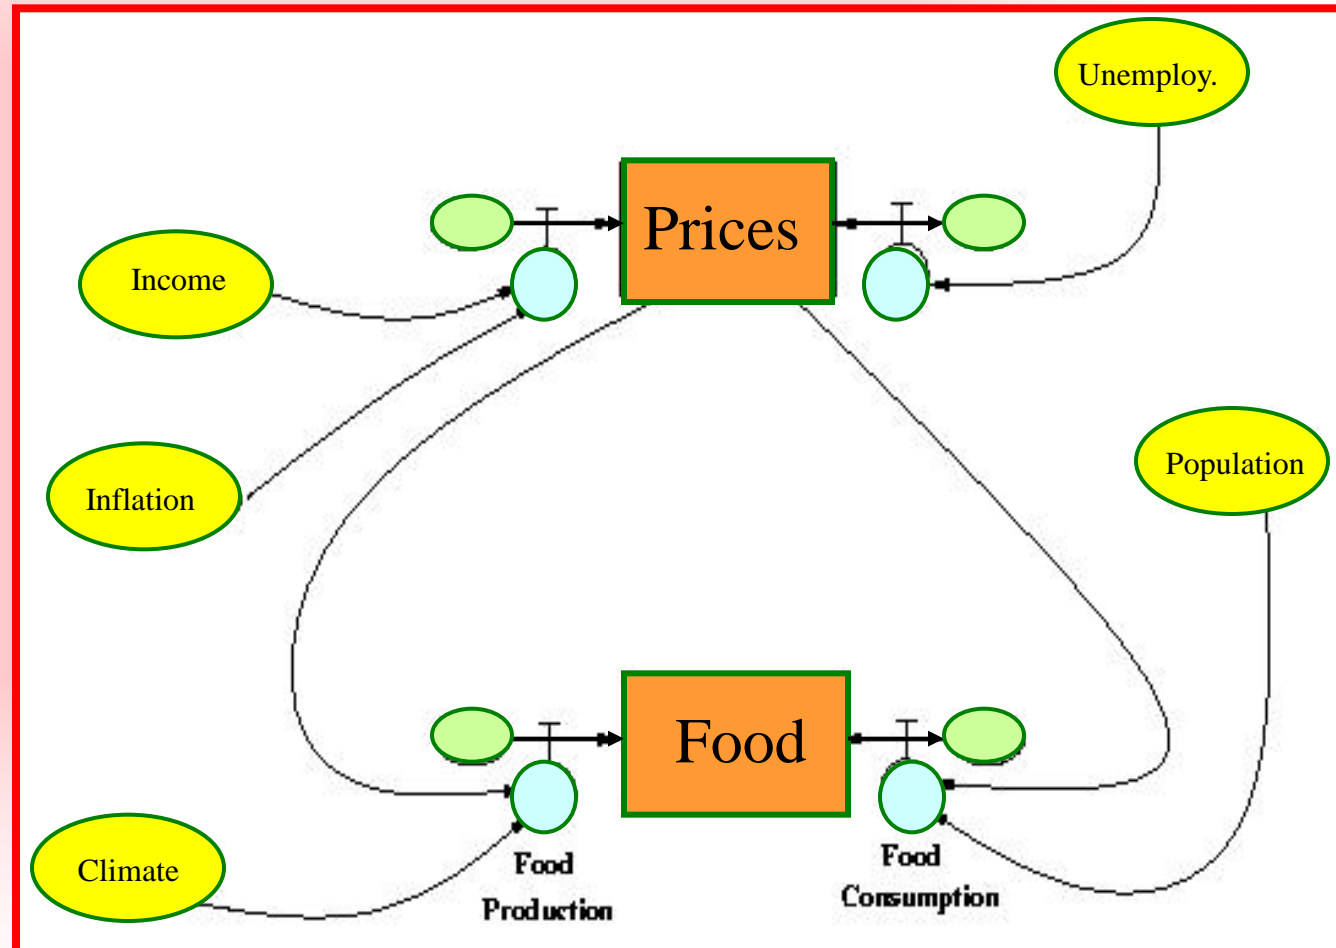 Unemploy.
Prices
Income
Population
Inflation
Food
Climate
Food
Production
Food
Consumption